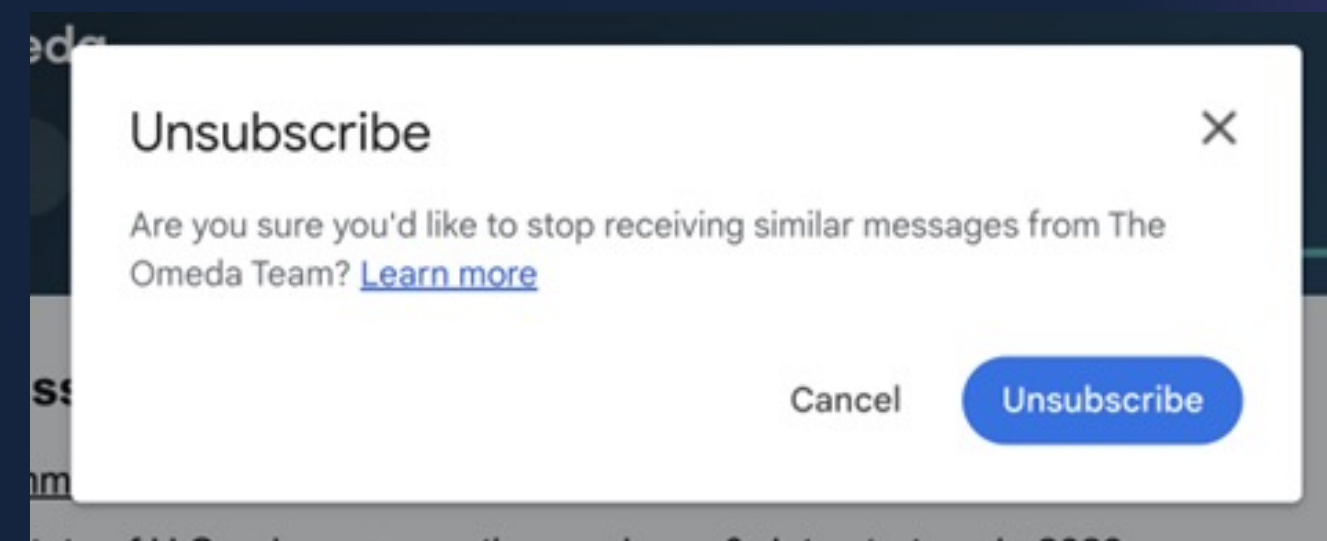 Unsubscribe
Are you sure you'd like to stop receiving similar messages from The
Omeda Team? Learn more
Cancel
Unsubscribe